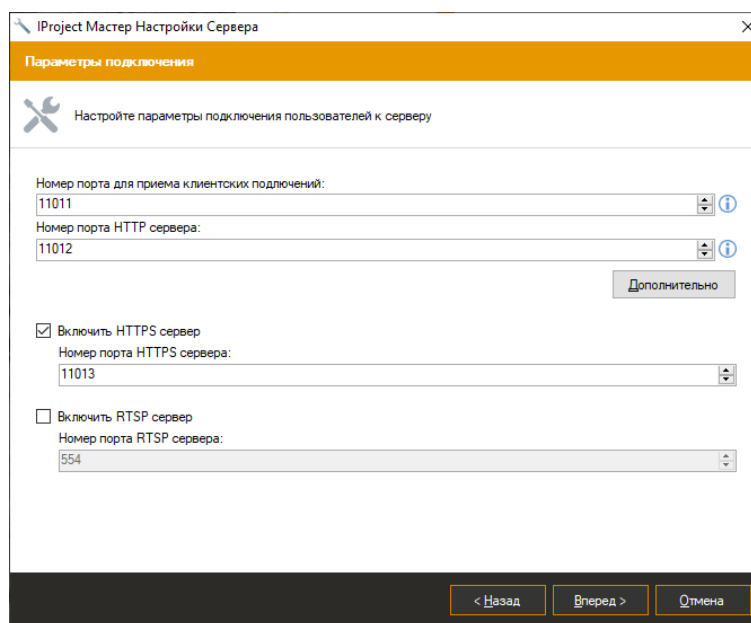 IProject Мастер Настройки Сервера
Параметры подключения
Настройте параметры подключения пользователей к серверу
Номер порта для приема клиентских подлючений:
11011
Номер порта HTTP сервера:
11012
Дополнительно
Включить HTTPS сервер
Номер порта HTTPS сервера:
11013
Включить RTSP сервер
Номер порта RTSP сервера:
554
< Назад Вперед > Отмена